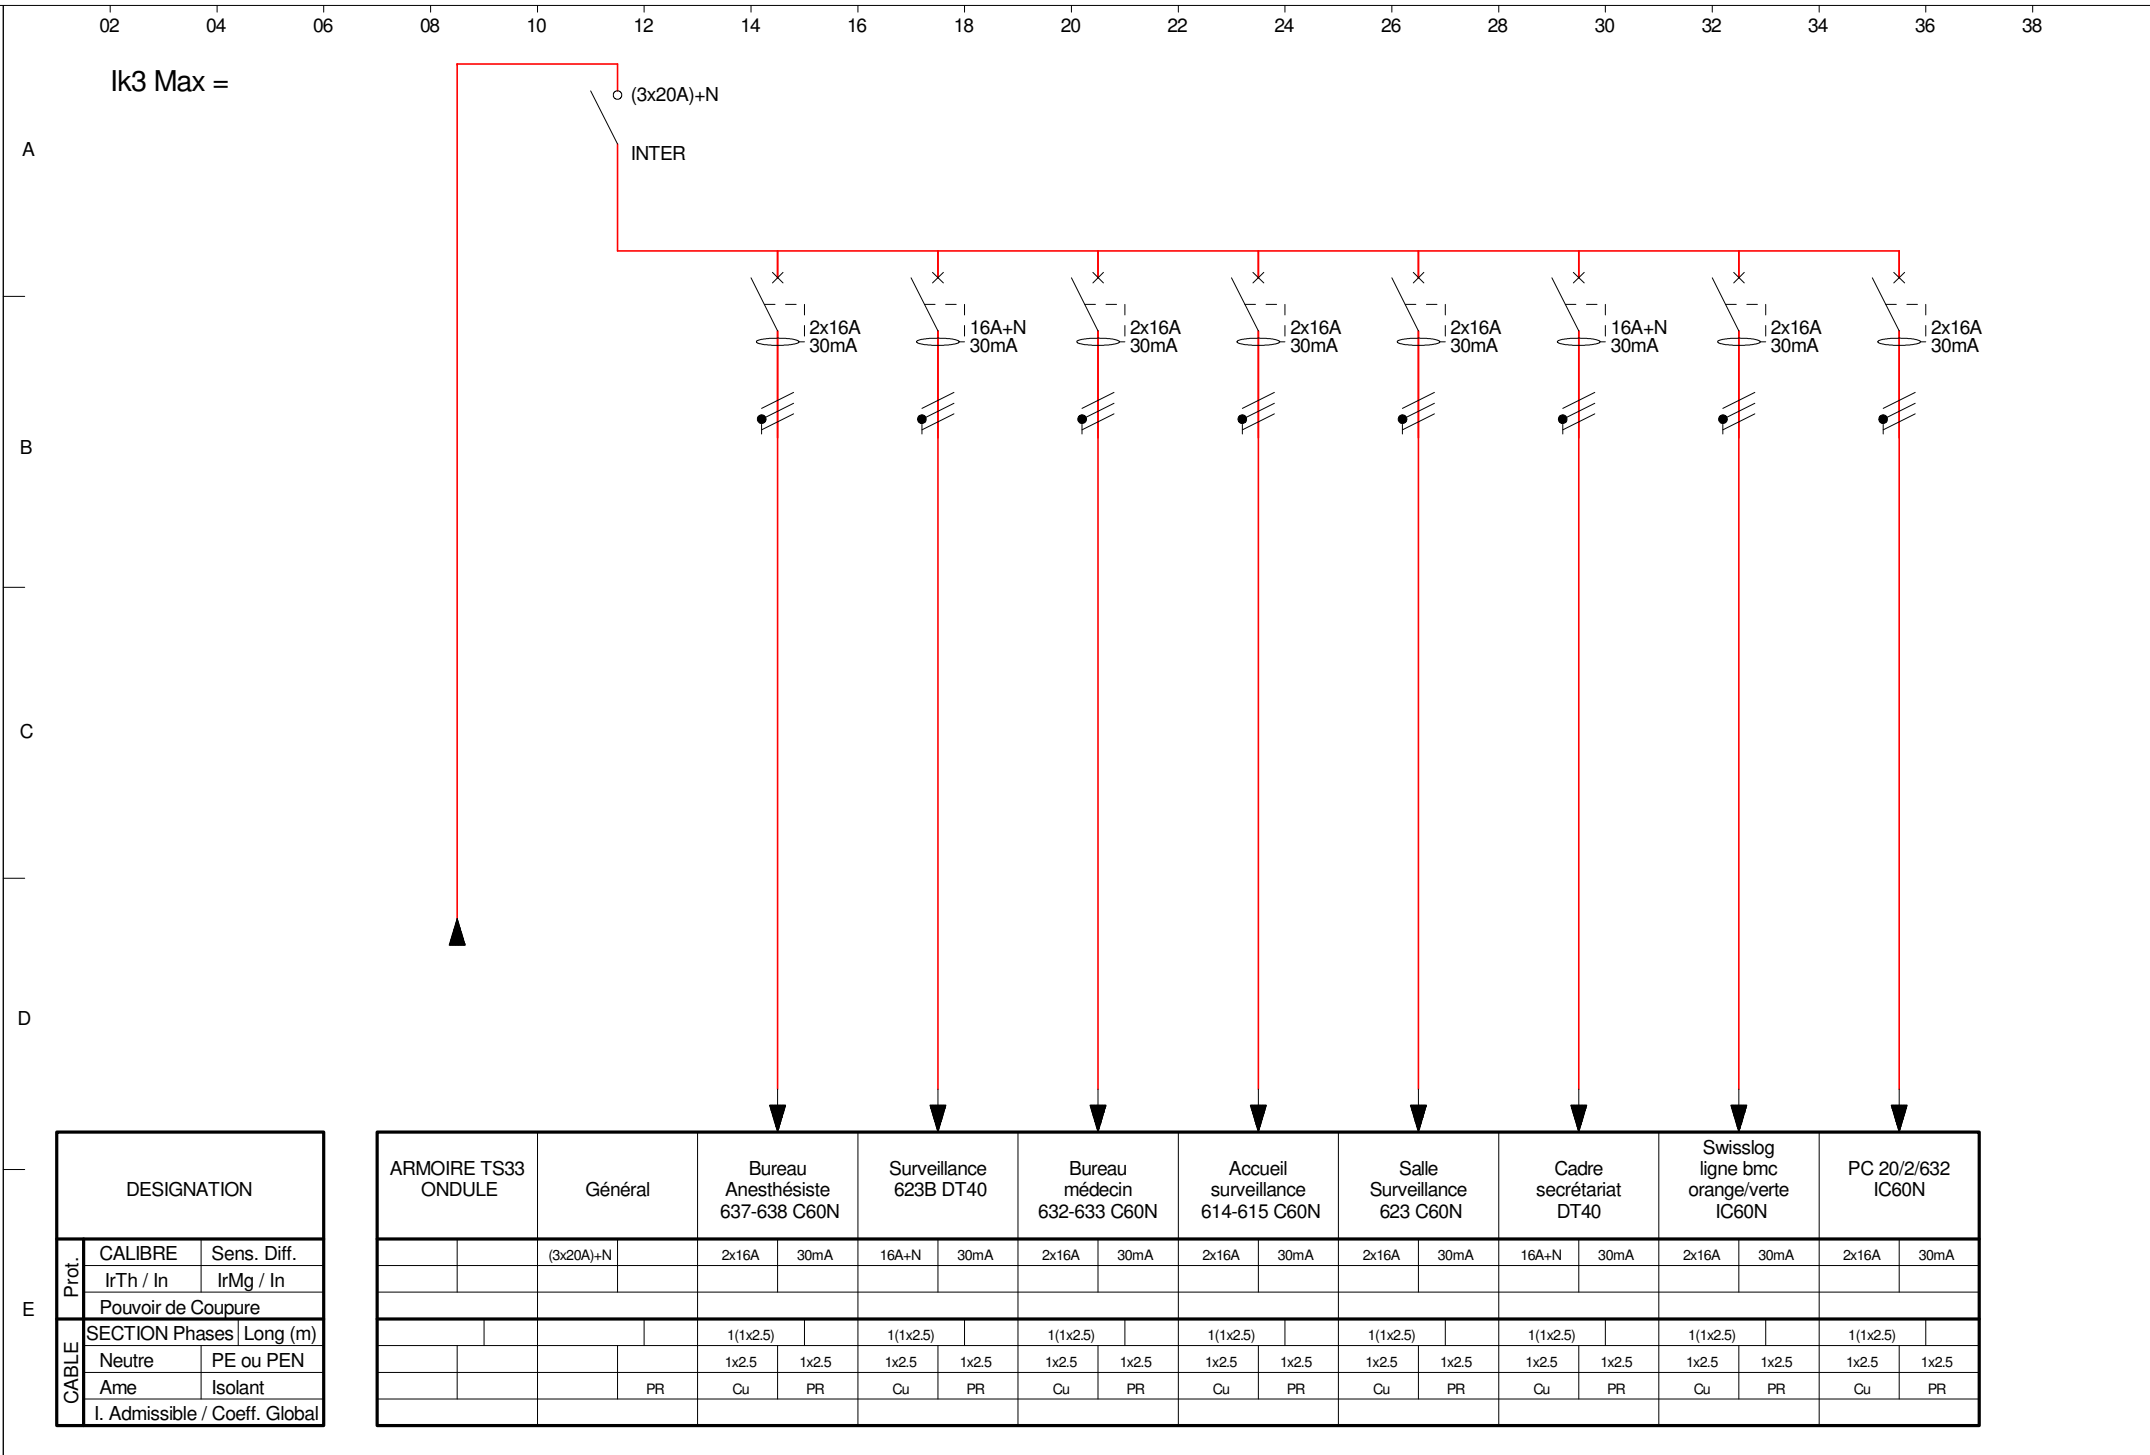 02 04 06 08 10 12 14 16 18 20 22 24 26 28 30 32 34 36 38
Ik3 Max =
(3x20A)+N
A
INTER
2x16A 16A+N 2x16A 2x16A 2x16A 16A+N 2x16A 2x16A
30mA 30mA 30mA 30mA 30mA 30mA 30mA 30mA
B
C
D
DESIGNATION
ARMOIRE TS33
ONDULE
Général
Bureau
Anesthésiste
637-638 C60N
Surveillance
623B DT40
Bureau
médecin
632-633 C60N
Accueil
surveillance
614-615 C60N
Salle
Surveillance
623 C60N
Cadre
secrétariat
DT40
Swisslog
ligne bmc
orange/verte
IC60N
PC 20/2/632
IC60N
Prot.
CALIBRE Sens. Diff. (3x20A)+N 2x16A 30mA 16A+N 30mA 2x16A 30mA 2x16A 30mA 2x16A 30mA 16A+N 30mA 2x16A 30mA 2x16A 30mA
IrTh / In IrMg / In
E
Pouvoir de Coupure
CABLE
SECTION Phases Long (m) 1(1x2.5) 1(1x2.5) 1(1x2.5) 1(1x2.5) 1(1x2.5) 1(1x2.5) 1(1x2.5) 1(1x2.5)
Neutre PE ou PEN 1x2.5 1x2.5 1x2.5 1x2.5 1x2.5 1x2.5 1x2.5 1x2.5 1x2.5 1x2.5 1x2.5 1x2.5 1x2.5 1x2.5 1x2.5 1x2.5
Ame Isolant PR Cu PR Cu PR Cu PR Cu PR Cu PR Cu PR Cu PR Cu PR
I. Admissible / Coeff. Global